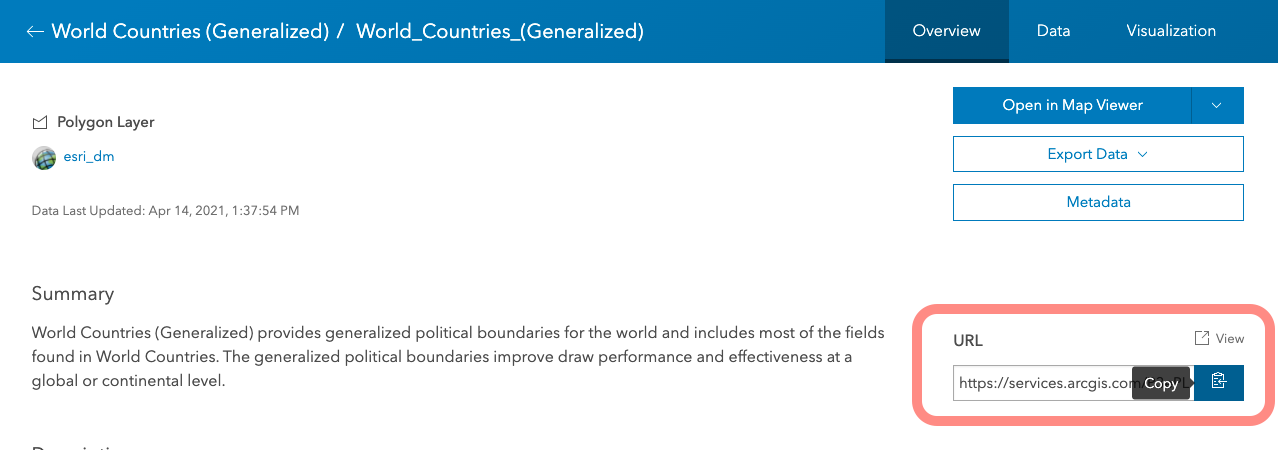 World Countries (Generalized) / World_Countries_(Generalized)
Overview
Data
Visualization
Polygon Layer
esri_dm
Data Last Updated: Apr 14, 2021, 1:37:54 PM
Open in Map Viewer
Export Data
Metadata
Summary
World Countries (Generalized) provides generalized political boundaries for the world and includes most of the fields
found in World Countries. The generalized political boundaries improve draw performance and effectiveness at a
global or continental level.
URL
View
https://services.arcgis.com/
Copy